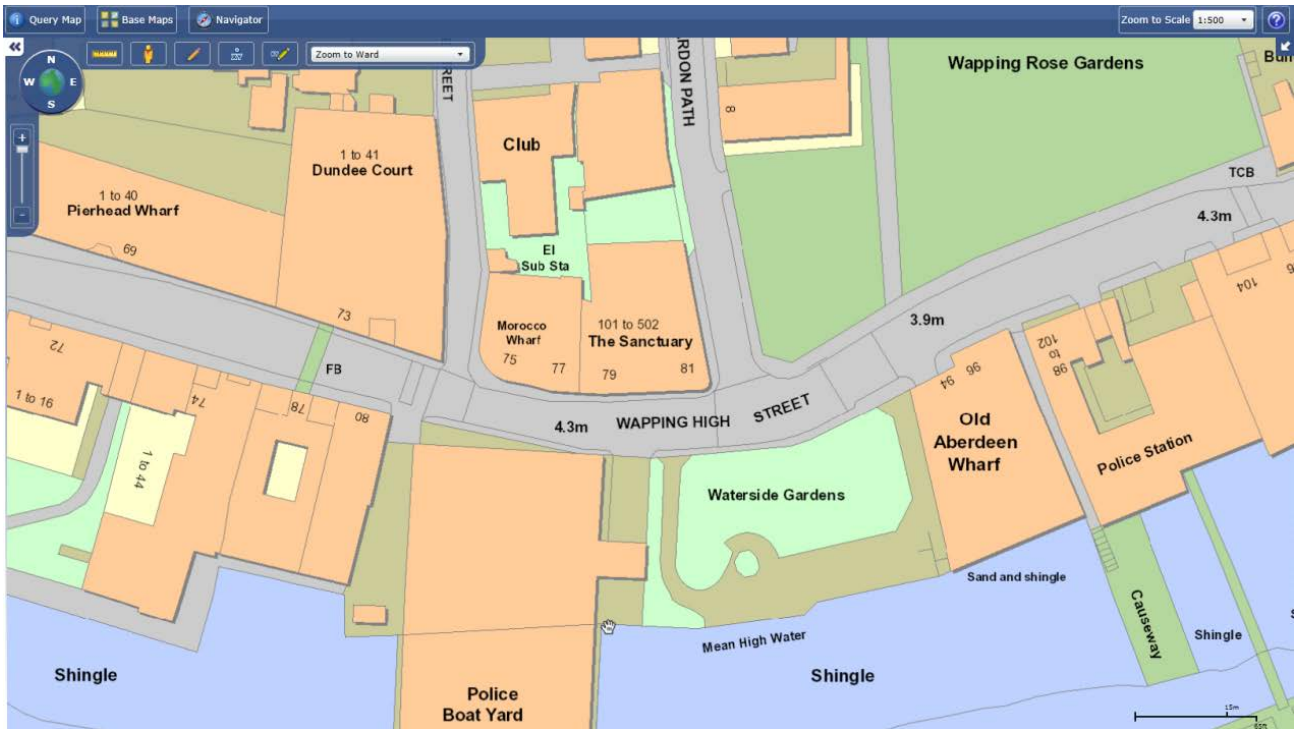 Query Map
Base Maps
Navigator
Zoom to Scale
1:500
?
N
W
E
S
Zoom to Ward
STREET
RDON PATH
Wapping Rose Gardens
8
Club
1 to 41
Dundee Court
1 to 40
Pierhead Wharf
69
73
El
Sub Sta
Morocco
Wharf
75
77
101 to 502
The Sanctuary
79
81
TCB
4.3m
3.9m
104
102
to
98
96
94
72
1 to 16
74
78
80
1 to 44
FB
4.3m
WAPPING HIGH
STREET
Old
Aberdeen
Wharf
Police Station
Waterside Gardens
Sand and shingle
Causeway
Shingle
Mean High Water
Shingle
Shingle
Police
Boat Yard
15m